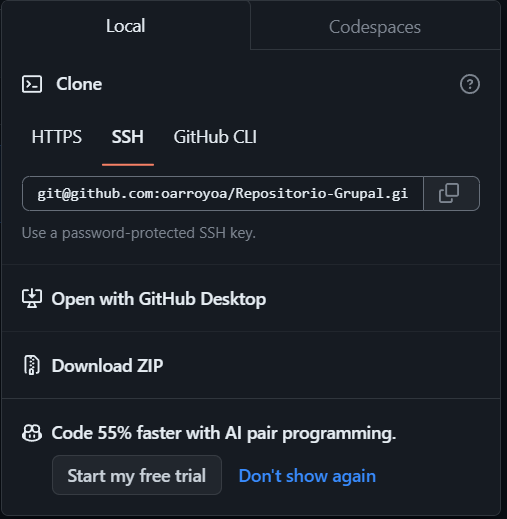 Local
Codespaces
Clone
HTTPS
SSH
GitHub CLI
git@github.com:oarroyoa/Repositorio-Grupal.gi
Use a password-protected SSH key.
Open with GitHub Desktop
Download ZIP
Code 55% faster with AI pair programming.
Start my free trial
Don't show again